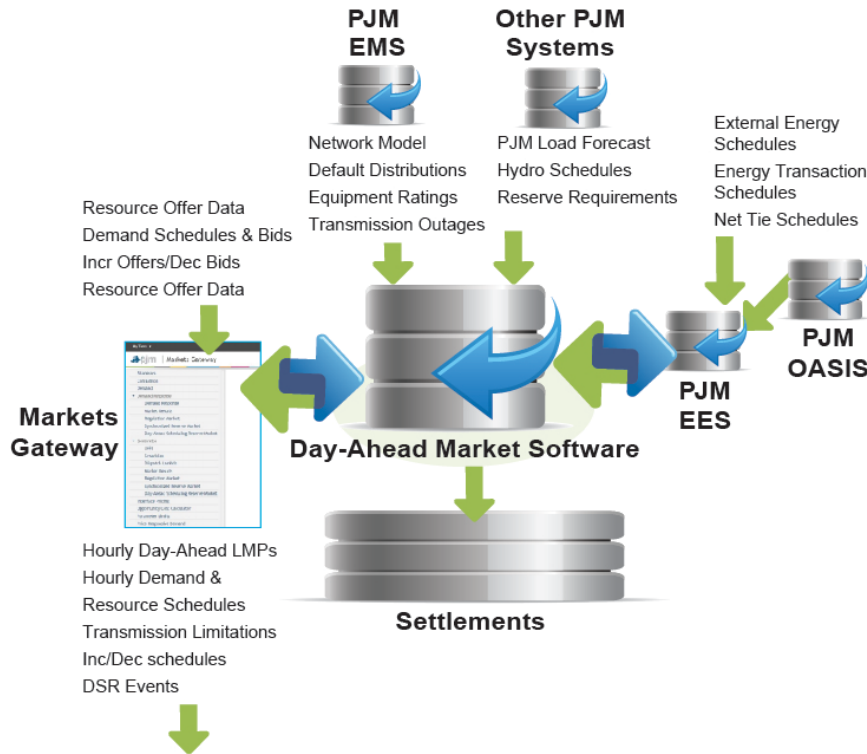 PJM
EMS
Other PJM
Systems
Network Model
Default Distributions
Equipment Ratings
Transmission Outages
PJM Load Forecast
Hydro Schedules
Reserve Requirements
External Energy
Schedules
Energy Transaction
Schedules
Net Tie Schedules
Resource Offer Data
Demand Schedules & Bids
Incr Offers/Dec Bids
Resource Offer Data
pjm Markets Gateway
Markets
Gateway
Day-Ahead Market Software
PJM
EES
PJM
OASIS
Hourly Day-Ahead LMPs
Hourly Demand &
Resource Schedules
Transmission Limitations
Inc/Dec schedules
DSR Events
Settlements